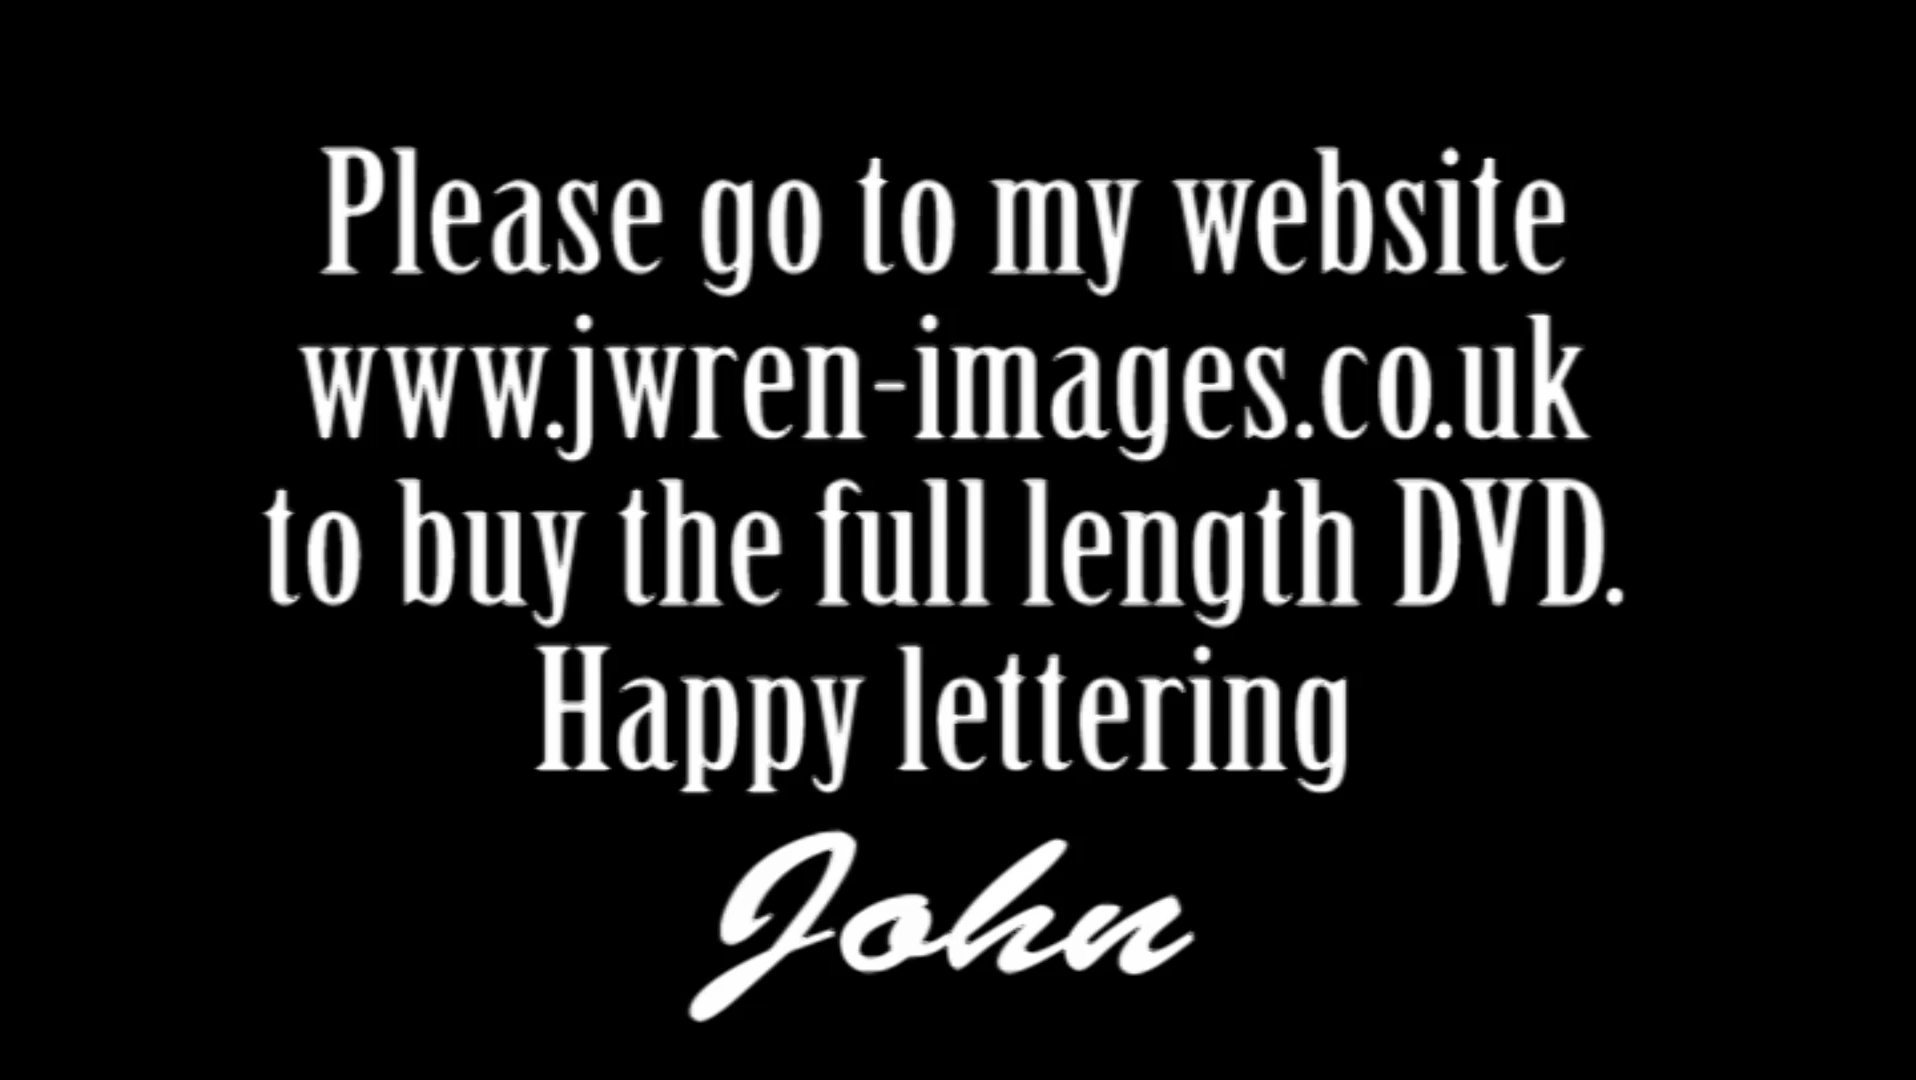 Please go to my website
www.jwren-images.co.uk
to buy the full length DVD.
Happy lettering
John